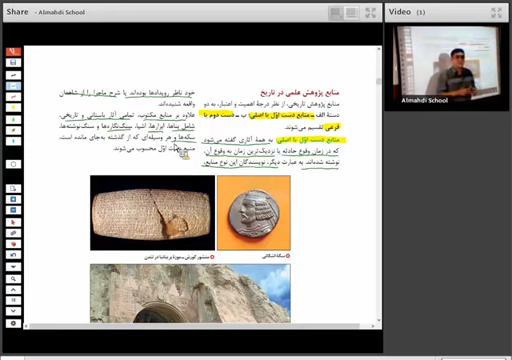 Share - Almahdi School
Video (1)
Almahdi School
منابع پژوهش علمی در تاریخ
منابع پژوهش تاریخی، از نظر درجهٔ اهمیت و اعتبار، به دو
دستهٔ الف ـ منابع دست اوّل یا اصلی؛ ب ـ دست دوم یا
فرعی تقسیم می‌شوند.
منابع دست اوّل یا اصلی: به همهٔ آثاری گفته می‌شود
که در زمان وقوع حادثه یا نزدیک‌ترین زمان به وقوع آن،
نوشته شده‌اند. به عبارت دیگر، نویسندگان این نوع منابع،
خود ناظر رویدادها بوده‌اند یا شرح ماجرا را از شاهدان
واقعه شنیده‌اند.
علاوه بر منابع مکتوب، تمامی آثار باستانی و تاریخی،
شامل بناها، ابزارها، اشیا، سنگ‌نگاره‌ها و سنگ‌نوشته‌ها،
سکه‌ها و هر وسیله‌ای که از گذشته به‌جای مانده است،
منبع دست اوّل محسوب می‌شوند.
سکهٔ اشکانی
منشور کورش ـ موزهٔ بریتانیا در لندن